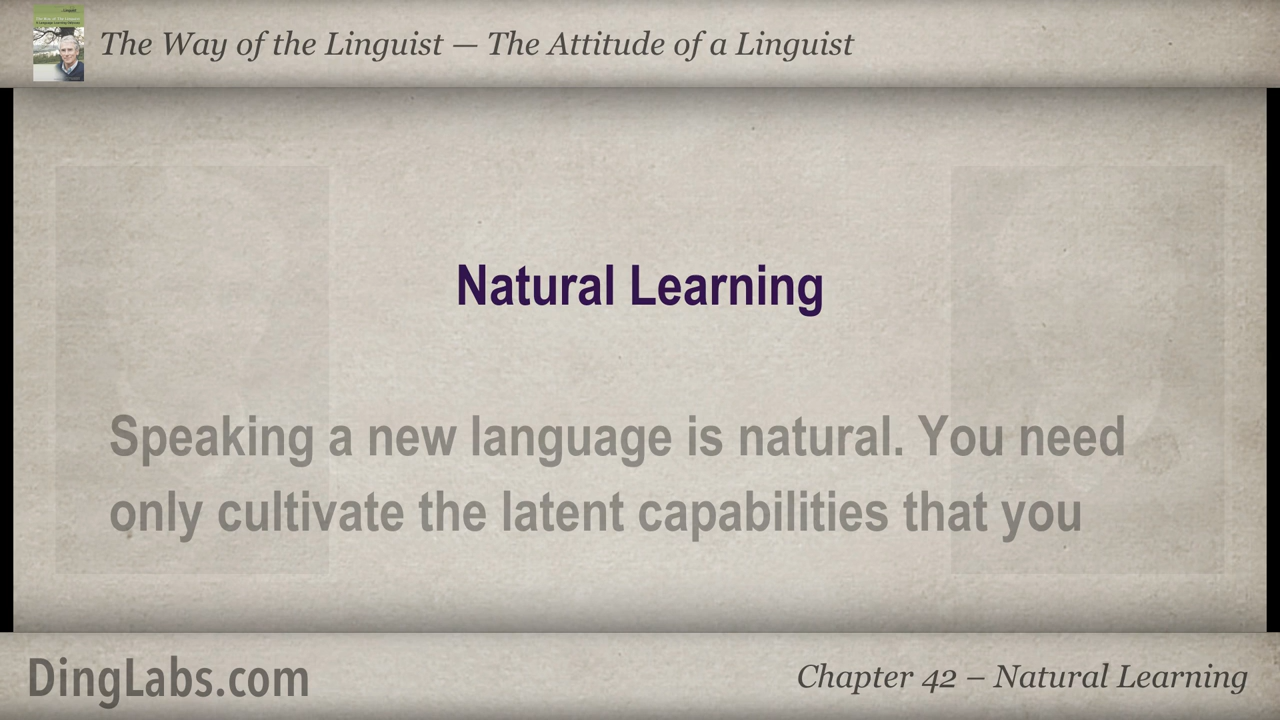 The Way of the Linguist — The Attitude of a Linguist
Natural Learning
Speaking a new language is natural. You need
only cultivate the latent capabilities that you
DingLabs.com
Chapter 42 – Natural Learning